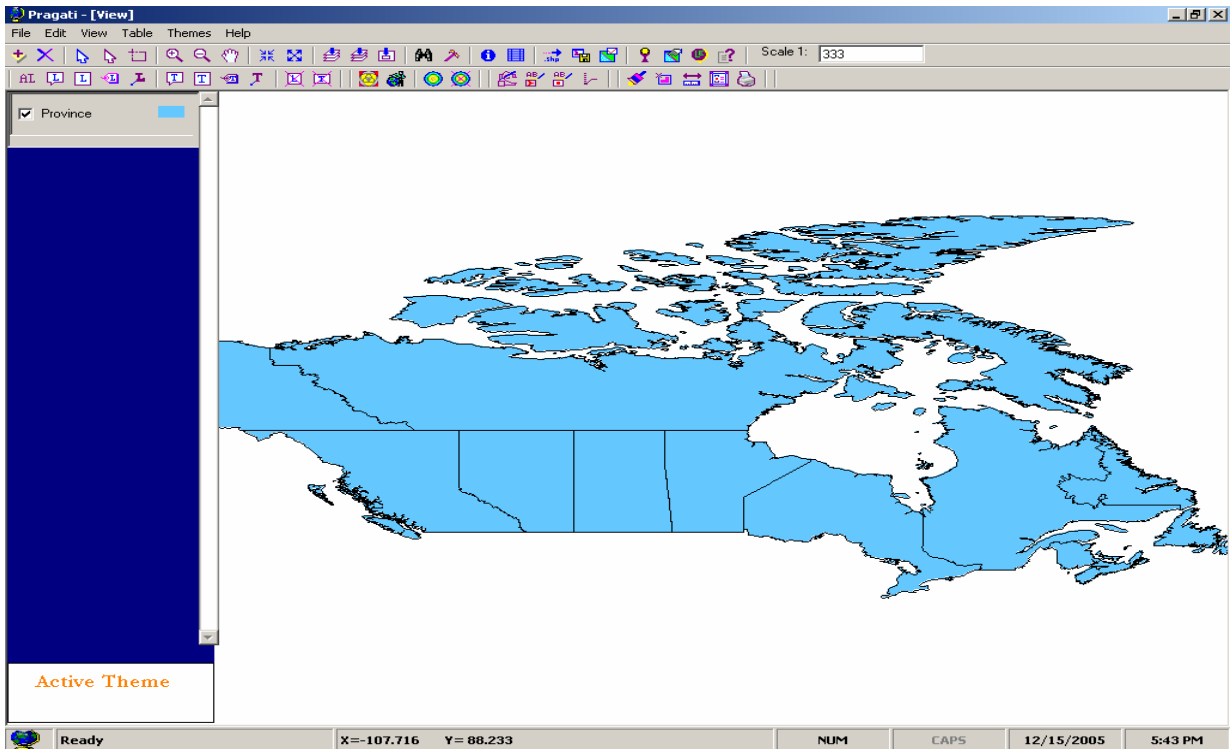 Pragati - [View]
File Edit View Table Themes Help
Scale 1: 333
Province
Active Theme
Ready X=-107.716 Y= 88.233 NUM CAPS 12/15/2005 5:43 PM